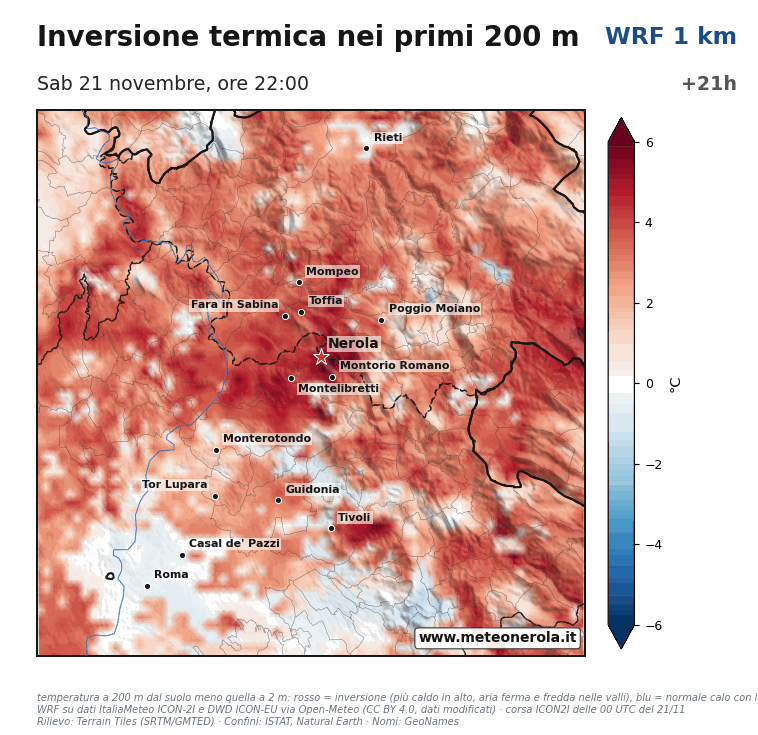 Inversione termica nei primi 200 m
WRF 1 km
Sab 21 novembre, ore 22:00
+21h
Rieti
Mompeo
Fara in Sabina
Toffia
Poggio Moiano
Nerola
Montorio Romano
Montelibretti
Monterotondo
Tor Lupara
Guidonia
Tivoli
Casal de' Pazzi
Roma
www.meteonerola.it
6
4
2
0
−2
−4
−6
°C
temperatura a 200 m dal suolo meno quella a 2 m: rosso = inversione (più caldo in alto, aria ferma e fredda nelle valli), blu = normale calo con l
WRF su dati ItaliaMeteo ICON-2I e DWD ICON-EU via Open-Meteo (CC BY 4.0, dati modificati) · corsa ICON2I delle 00 UTC del 21/11
Rilievo: Terrain Tiles (SRTM/GMTED) · Confini: ISTAT, Natural Earth · Nomi: GeoNames